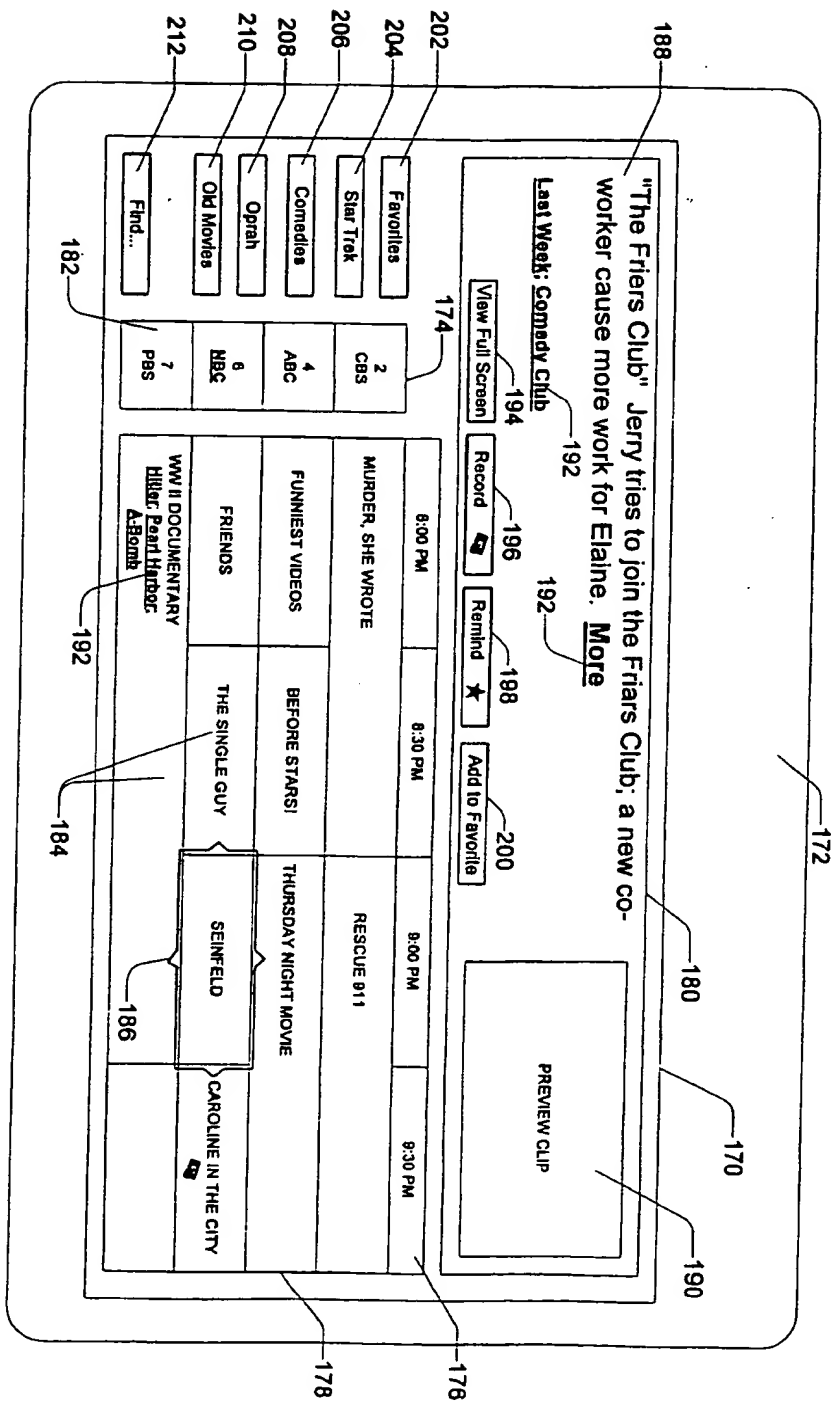 172
188
180
170
190
"The Friers Club" Jerry tries to join the Friars Club; a new co-
worker cause more work for Elaine. More
192
Last Week; Comedy Club
192
PREVIEW CLIP
194
196
198
200
View Full Screen
Record
Remind
Add to Favorite
202
204
206
208
210
212
Favorites
Star Trek
Comedies
Oprah
Old Movies
Find...
174
182
2
CBS
4
ABC
6
NBC
7
PBS
8:00 PM
8:30 PM
9:00 PM
9:30 PM
176
MURDER, SHE WROTE
RESCUE 911
FUNNIEST VIDEOS
BEFORE STARS!
THURSDAY NIGHT MOVIE
178
FRIENDS
THE SINGLE GUY
SEINFELD
CAROLINE IN THE CITY
WW II DOCUMENTARY
Hitler; Pearl Harbor;
A-Bomb
192
184
186